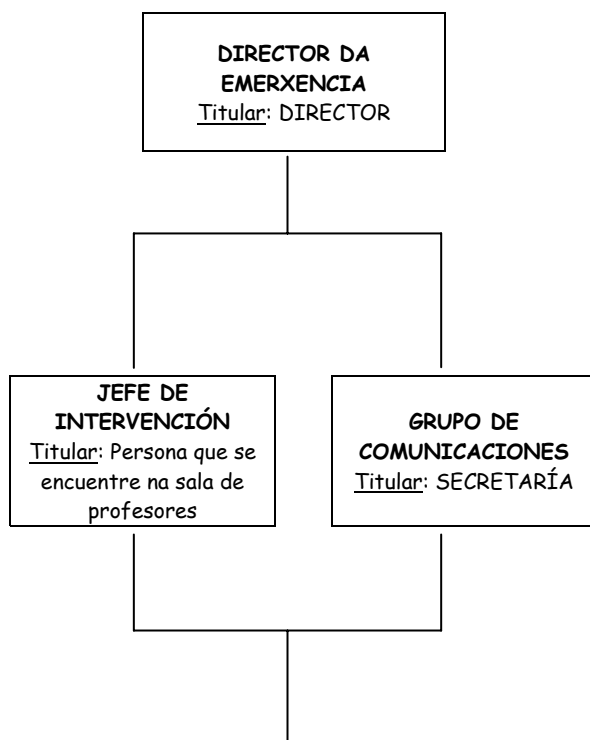 DIRECTOR DA
EMERXENCIA
Titular: DIRECTOR
JEFE DE
INTERVENCIÓN
Titular: Persona que se
encuentre na sala de
profesores
GRUPO DE
COMUNICACIONES
Titular: SECRETARÍA